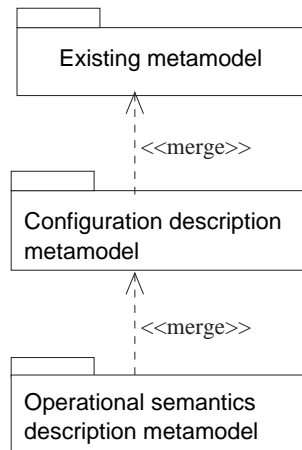 Existing metamodel
<<merge>>
Configuration description
metamodel
<<merge>>
Operational semantics
description metamodel